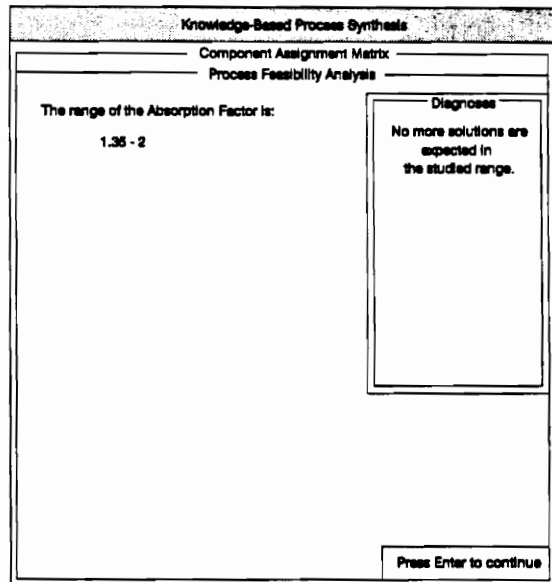 Knowledge-Based Process Synthesis
Component Assignment Matrix
Process Feasibility Analysis
The range of the Absorption Factor is:
1.35 - 2
Diagnoses
No more solutions are
expected in
the studied range.
Press Enter to continue